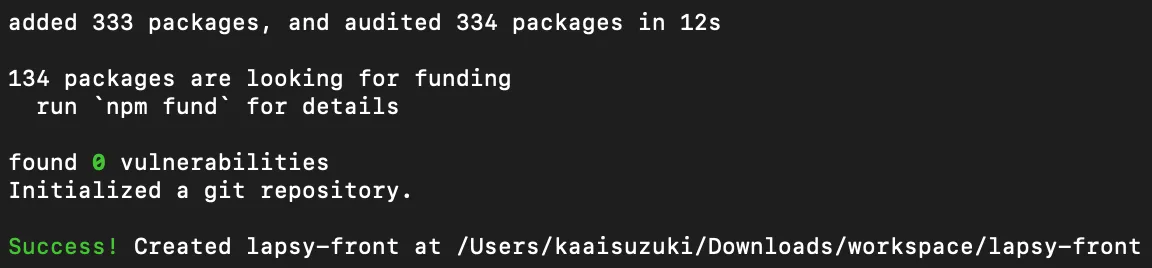 added 333 packages, and audited 334 packages in 12s
134 packages are looking for funding
  run `npm fund` for details
found 0 vulnerabilities
Initialized a git repository.
Success! Created lapsy-front at /Users/kaaisuzuki/Downloads/workspace/lapsy-front